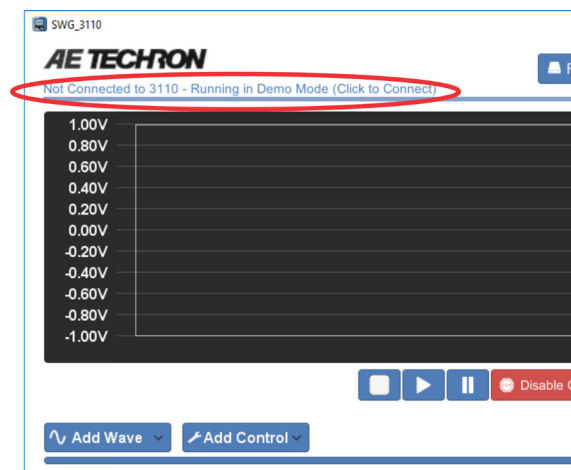 SWG_3110
AE TECHRON
Not Connected to 3110 - Running in Demo Mode (Click to Connect)
1.00V
0.80V
0.60V
0.40V
0.20V
0.00V
-0.20V
-0.40V
-0.60V
-0.80V
-1.00V
Disable
Add Wave
Add Control